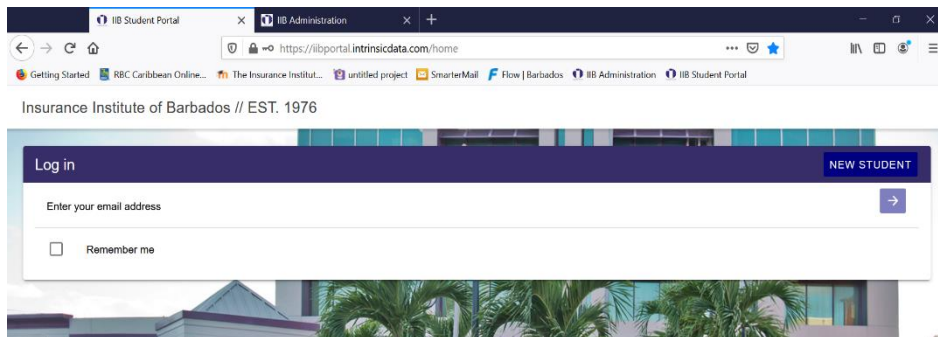 IIB Student Portal
IIB Administration
https://iibportal.intrinsicdata.com/home
Getting Started RBC Caribbean Online... The Insurance Institut... untitled project SmarterMail Flow | Barbados IIB Administration IIB Student Portal
Insurance Institute of Barbados // EST. 1976
Log in
NEW STUDENT
Enter your email address
Remember me